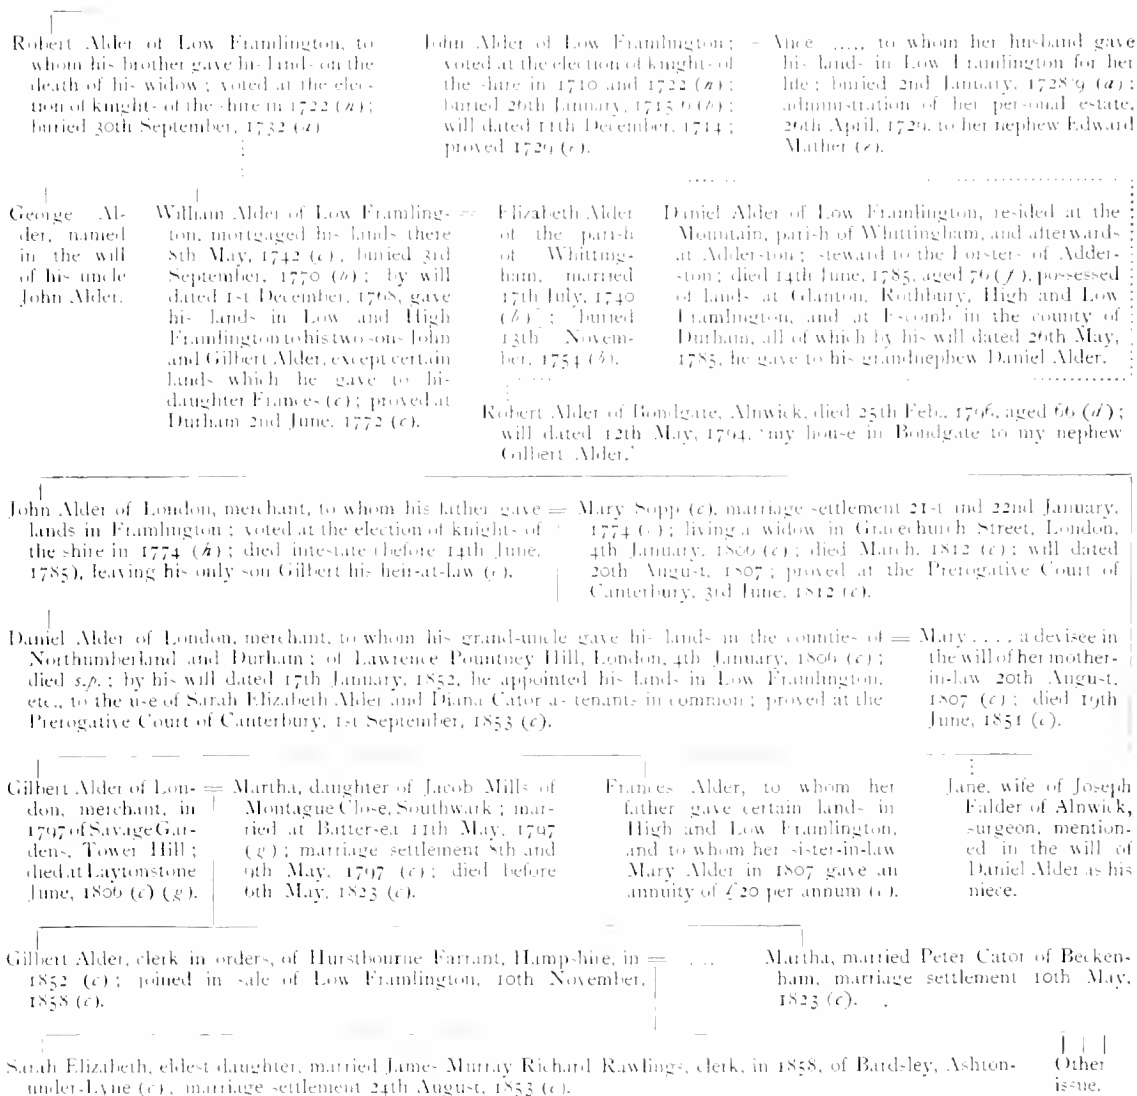 Robert Alder of Low Framlington, to
whom his brother gave his lands on the
death of his widow; voted at the elec-
tion of knights of the shire in 1722 (n);
buried 30th September, 1732 (a)
John Alder of Low Framlington;
voted at the election of knights of
the shire in 1710 and 1722 (n);
buried 26th January, 1715/6 (b);
will dated 11th December, 1714;
proved 1729 (c).
= Alice ....., to whom her husband gave
his lands in Low Framlington for her
life; buried 2nd January, 1728/9 (a);
administration of her personal estate,
26th April, 1729, to her nephew Edward
Mather (c).
George Al-
der, named
in the will
of his uncle
John Alder.
William Alder of Low Framling-
ton, mortgaged his lands there
8th May, 1742 (c), buried 3rd
September, 1770 (b); by will
dated 1st December, 1768, gave
his lands in Low and High
Framlington to his two sons John
and Gilbert Alder, except certain
lands which he gave to his
daughter Frances (c); proved at
Durham 2nd June, 1772 (c).
= Elizabeth Alder
of the parish
of Whitting-
ham, married
17th July, 1740
(b); buried
13th Novem-
ber, 1754 (b).
Daniel Alder of Low Framlington, resided at the
Mountain, parish of Whittingham, and afterwards
at Adderston; steward to the Forsters of Adder-
ston; died 14th June, 1785, aged 76 (f), possessed
of lands at Glanton, Rothbury, High and Low
Framlington, and at Escomb in the county of
Durham, all of which by his will dated 26th May,
1785, he gave to his grandnephew Daniel Alder.
Robert Alder of Bondgate, Alnwick, died 25th Feb., 1796, aged 66 (d);
will dated 12th May, 1794, 'my house in Bondgate to my nephew
Gilbert Alder.'
John Alder of London, merchant, to whom his father gave
lands in Framlington; voted at the election of knights of
the shire in 1774 (h); died intestate (before 14th June,
1785), leaving his only son Gilbert his heir-at-law (c).
= Mary Sopp (c), marriage settlement 21st and 22nd January,
1774 (c); living a widow in Gracechurch Street, London,
4th January, 1806 (c); died March, 1812 (c); will dated
20th August, 1807; proved at the Prerogative Court of
Canterbury, 3rd June, 1812 (c).
Daniel Alder of London, merchant, to whom his grand-uncle gave his lands in the counties of
Northumberland and Durham; of Lawrence Pountney Hill, London, 4th January, 1806 (c);
died s.p.; by his will dated 17th January, 1852, he appointed his lands in Low Framlington,
etc., to the use of Sarah Elizabeth Alder and Diana Cator as tenants in common; proved at the
Prerogative Court of Canterbury, 1st September, 1853 (c).
= Mary .... a devisee in
the will of her mother-
in-law 20th August,
1807 (c); died 19th
June, 1851 (c).
Gilbert Alder of Lon-
don, merchant, in
1797 of Savage Gar-
dens, Tower Hill;
died at Laytonstone
June, 1806 (c) (g).
= Martha, daughter of Jacob Mills of
Montague Close, Southwark; mar-
ried at Battersea 11th May, 1797
(g); marriage settlement 8th and
9th May, 1797 (c); died before
6th May, 1823 (c).
Frances Alder, to whom her
father gave certain lands in
High and Low Framlington,
and to whom her sister-in-law
Mary Alder in 1807 gave an
annuity of £20 per annum (c).
Jane, wife of Joseph
Falder of Alnwick,
surgeon, mention-
ed in the will of
Daniel Alder as his
niece.
Gilbert Alder, clerk in orders, of Hurstbourne Farrant, Hampshire, in
1852 (c); joined in sale of Low Framlington, 10th November,
1858 (c).
= ...
Martha, married Peter Cator of Becken-
ham, marriage settlement 10th May,
1823 (c).
Sarah Elizabeth, eldest daughter, married James Murray Richard Rawlings, clerk, in 1858, of Bardsley, Ashton-
under-Lyne (c), marriage settlement 24th August, 1853 (c).
Other
issue.